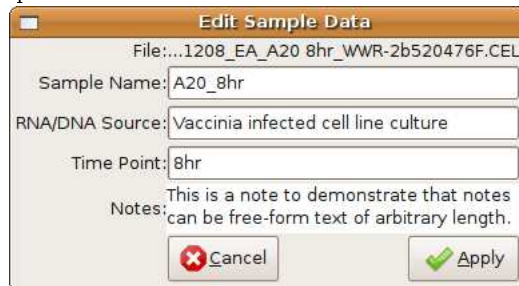 Edit Sample Data
File:...1208_EA_A20 8hr_WWR-2b520476F.CEL
Sample Name: A20_8hr
RNA/DNA Source: Vaccinia infected cell line culture
Time Point: 8hr
Notes: This is a note to demonstrate that notes
can be free-form text of arbitrary length.
Cancel Apply